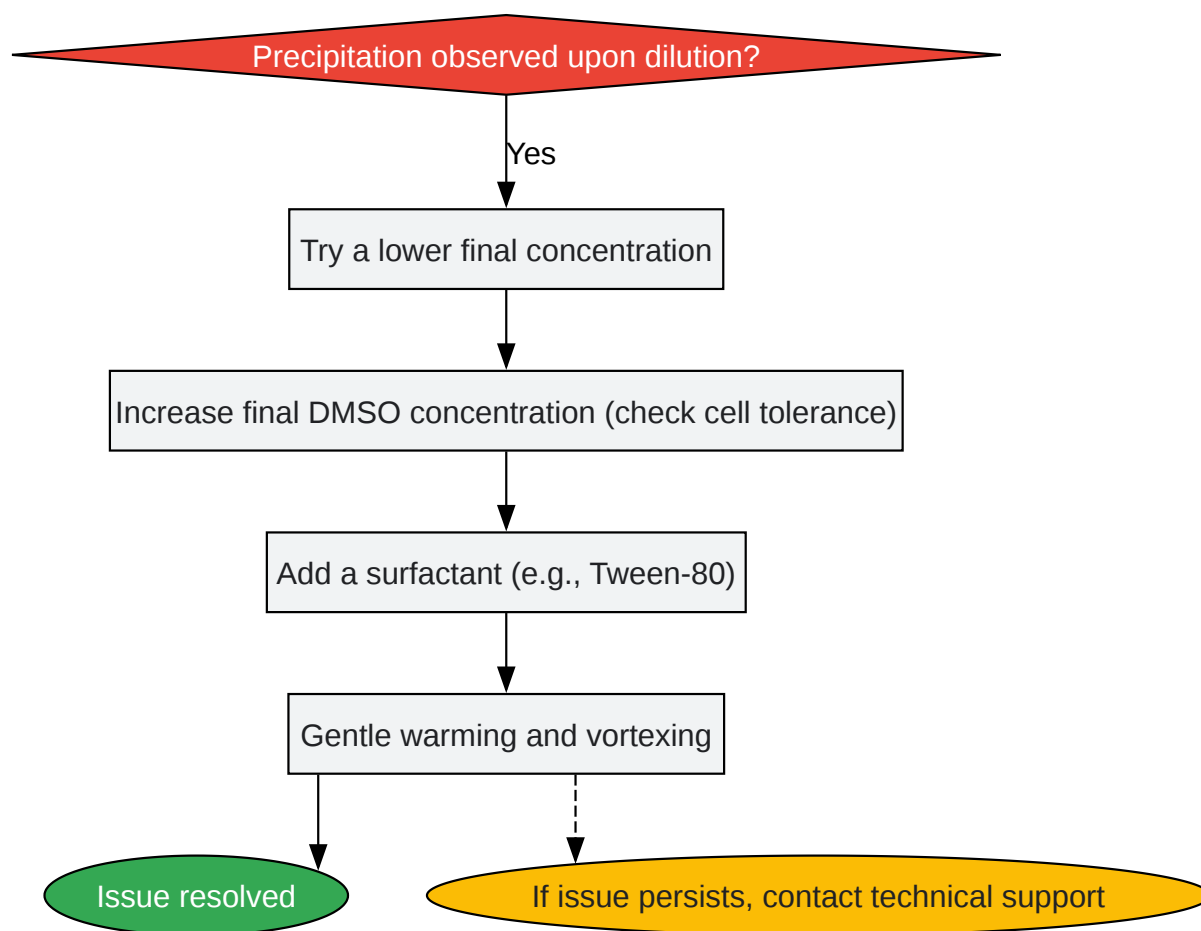 Precipitation observed upon dilution?
Yes
Try a lower final concentration
Increase final DMSO concentration (check cell tolerance)
Add a surfactant (e.g., Tween-80)
Gentle warming and vortexing
Issue resolved
If issue persists, contact technical support